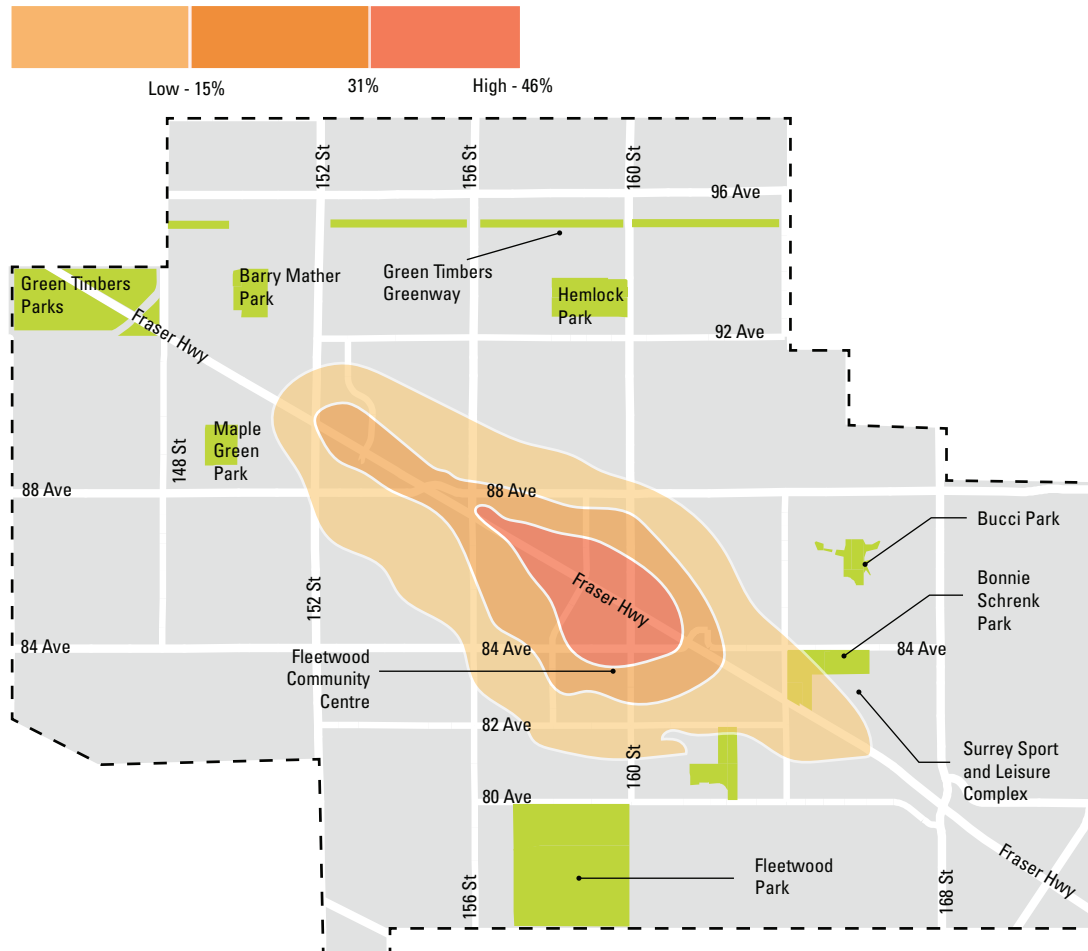 Low - 15%
31%
High - 46%
152 St
156 St
160 St
96 Ave
Green Timbers
Parks
Barry Mather
Park
Green Timbers
Greenway
Hemlock
Park
Fraser Hwy
92 Ave
Maple
Green
Park
148 St
88 Ave
88 Ave
Bucci Park
152 St
Fraser Hwy
Bonnie
Schrenk
Park
84 Ave
84 Ave
84 Ave
Fleetwood
Community
Centre
82 Ave
160 St
Surrey Sport
and Leisure
Complex
80 Ave
Fleetwood
Park
156 St
168 St
Fraser Hwy